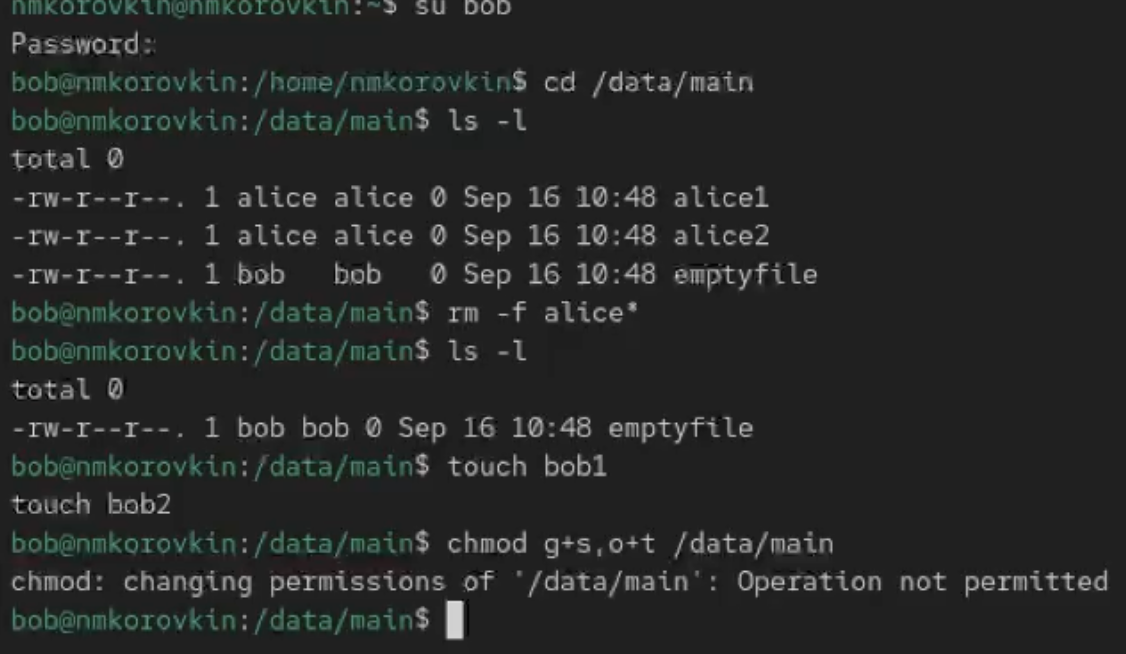 nmkorovkin@nmkorovkin:~$ su bob
Password:
bob@nmkorovkin:/home/nmkorovkin$ cd /data/main
bob@nmkorovkin:/data/main$ ls -l
total 0
-rw-r--r--. 1 alice alice 0 Sep 16 10:48 alice1
-rw-r--r--. 1 alice alice 0 Sep 16 10:48 alice2
-rw-r--r--. 1 bob   bob   0 Sep 16 10:48 emptyfile
bob@nmkorovkin:/data/main$ rm -f alice*
bob@nmkorovkin:/data/main$ ls -l
total 0
-rw-r--r--. 1 bob bob 0 Sep 16 10:48 emptyfile
bob@nmkorovkin:/data/main$ touch bob1
touch bob2
bob@nmkorovkin:/data/main$ chmod g+s,o+t /data/main
chmod: changing permissions of '/data/main': Operation not permitted
bob@nmkorovkin:/data/main$